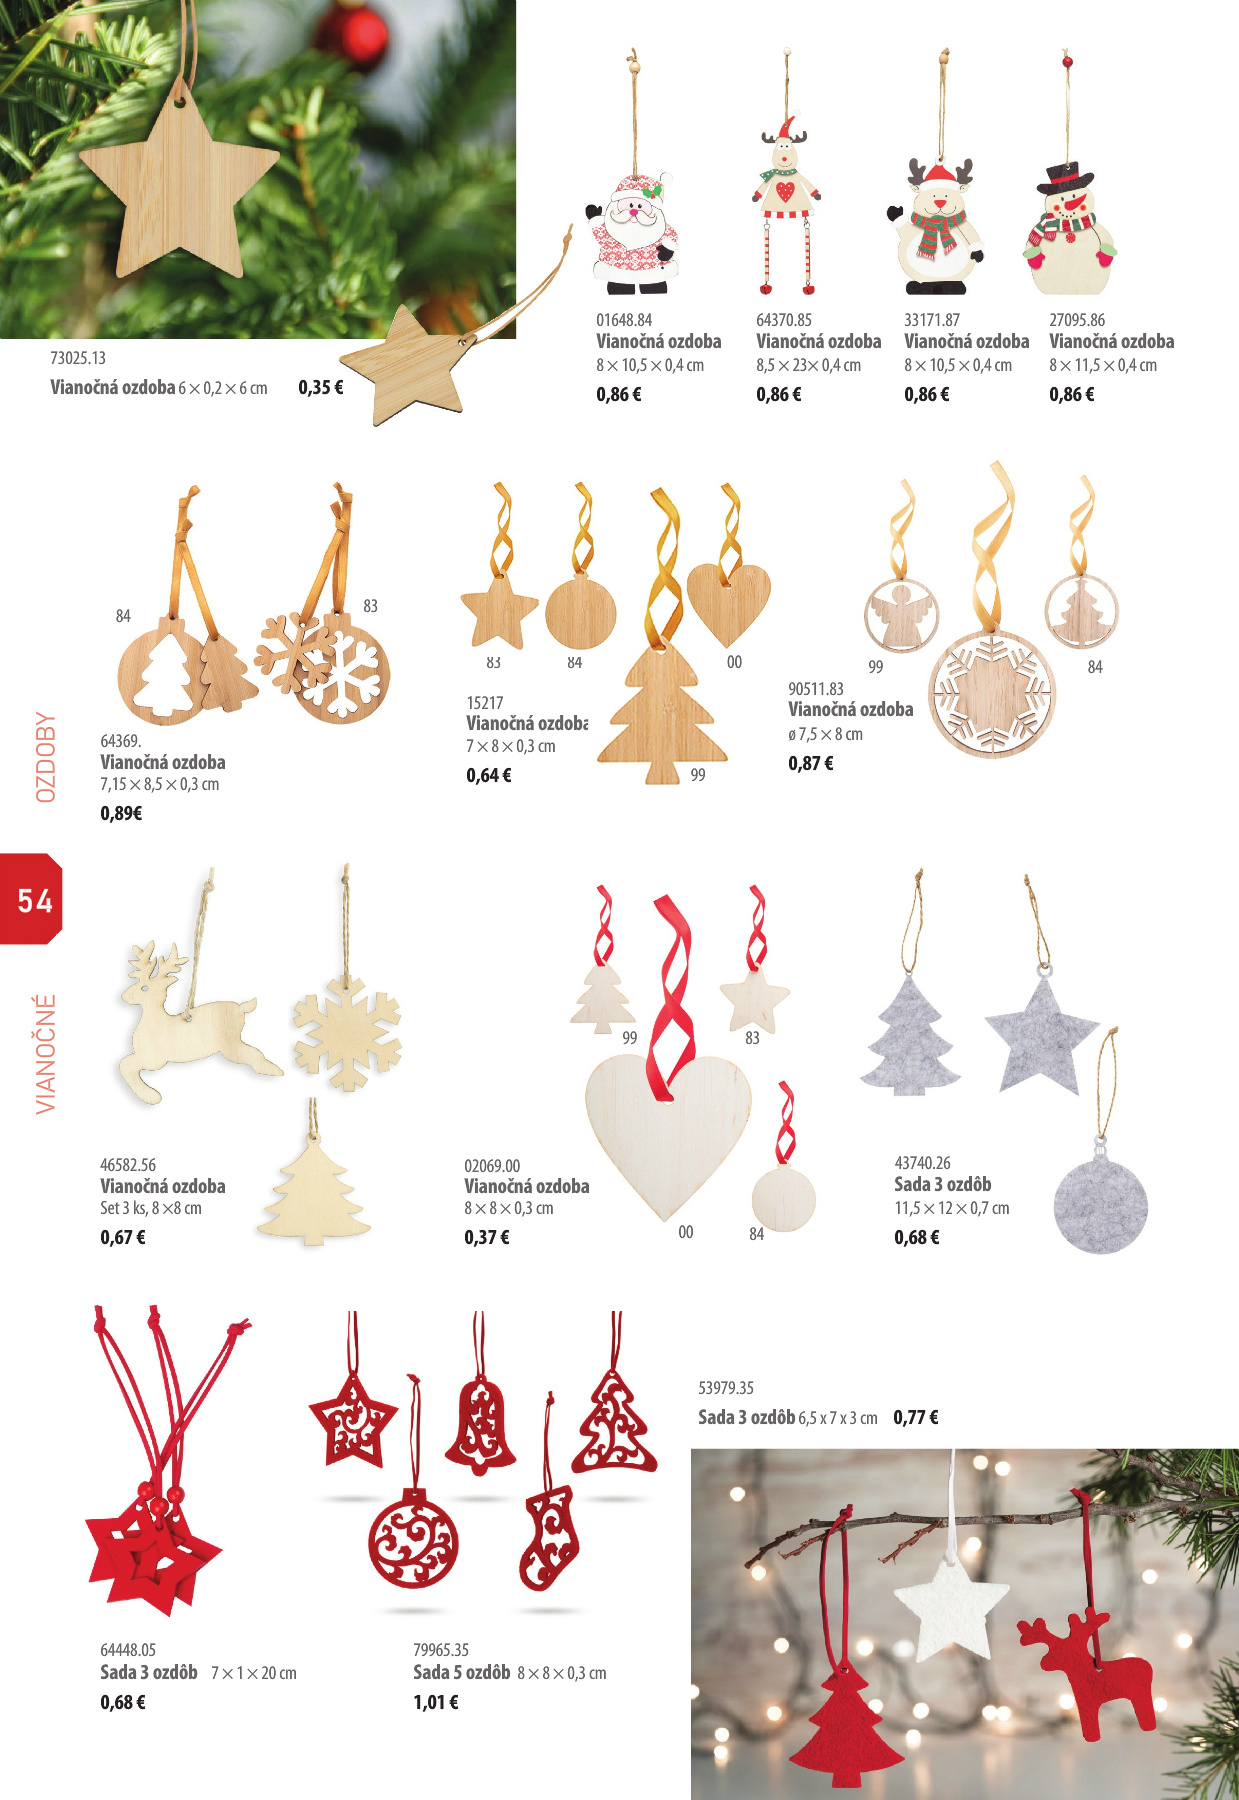 73025.13
Vianočná ozdoba 6 × 0,2 × 6 cm 0,35 €
01648.84
Vianočná ozdoba
8 × 10,5 × 0,4 cm
0,86 €
64370.85
Vianočná ozdoba
8,5 × 23× 0,4 cm
0,86 €
33171.87
Vianočná ozdoba
8 × 10,5 × 0,4 cm
0,86 €
27095.86
Vianočná ozdoba
8 × 11,5 × 0,4 cm
0,86 €
84
83
64369.
Vianočná ozdoba
7,15 × 8,5 × 0,3 cm
0,89€
83
84
00
99
15217
Vianočná ozdoba
7 × 8 × 0,3 cm
0,64 €
99
84
90511.83
Vianočná ozdoba
ø 7,5 × 8 cm
0,87 €
OZDOBY
54
VIANOČNÉ
46582.56
Vianočná ozdoba
Set 3 ks, 8 ×8 cm
0,67 €
99
83
00
84
02069.00
Vianočná ozdoba
8 × 8 × 0,3 cm
0,37 €
43740.26
Sada 3 ozdôb
11,5 × 12 × 0,7 cm
0,68 €
64448.05
Sada 3 ozdôb 7 × 1 × 20 cm
0,68 €
79965.35
Sada 5 ozdôb 8 × 8 × 0,3 cm
1,01 €
53979.35
Sada 3 ozdôb 6,5 x 7 x 3 cm 0,77 €